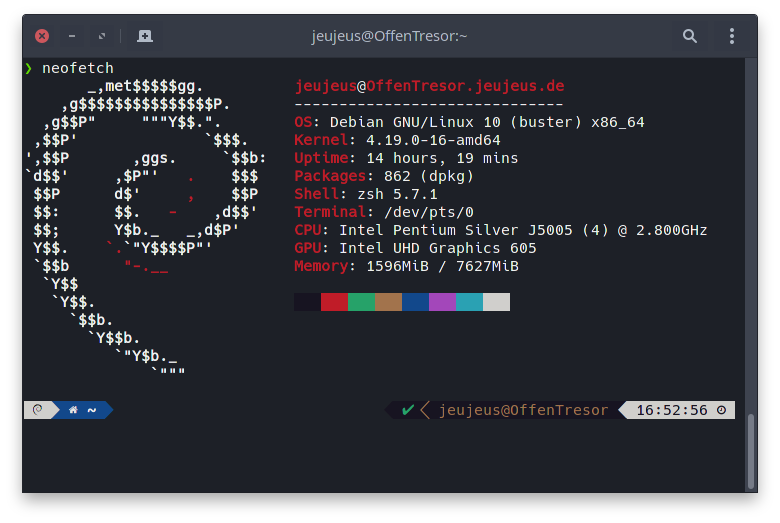 jeujeus@OffenTresor:~
❯ neofetch
_,met$$$$$gg.
,g$$$$$$$$$$$$$$$P.
,g$$P"     """Y$$.".
,$$P'              `$$$.
',$$P       ,ggs.     `$$b:
`d$$'     ,$P"'   .    $$$
$$P      d$'     ,    $$P
$$:      $$.   -    ,d$$'
$$;      Y$b._   _,d$P'
Y$$.    `.`"Y$$$$P"'
`$$b      "-.__
`Y$$
`Y$$.
`$$b.
`Y$$b.
`"Y$b._
`"""
jeujeus@OffenTresor.jeujeus.de
------------------------------
OS: Debian GNU/Linux 10 (buster) x86_64
Kernel: 4.19.0-16-amd64
Uptime: 14 hours, 19 mins
Packages: 862 (dpkg)
Shell: zsh 5.7.1
Terminal: /dev/pts/0
CPU: Intel Pentium Silver J5005 (4) @ 2.800GHz
GPU: Intel UHD Graphics 605
Memory: 1596MiB / 7627MiB
~ ✔ jeujeus@OffenTresor 16:52:56